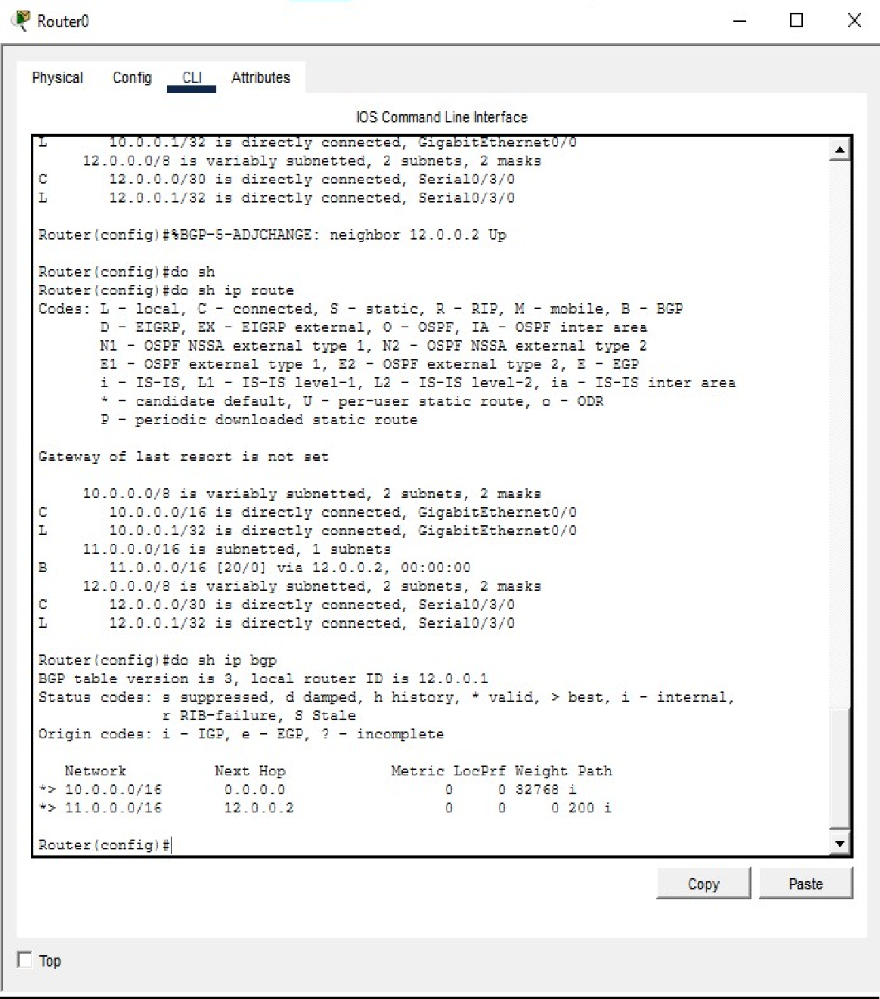 Router0
Physical Config CLI Attributes
IOS Command Line Interface
L 10.0.0.1/32 is directly connected, GigabitEthernet0/0
12.0.0.0/8 is variably subnetted, 2 subnets, 2 masks
C 12.0.0.0/30 is directly connected, Serial0/3/0
L 12.0.0.1/32 is directly connected, Serial0/3/0
Router(config)#%BGP-5-ADJCHANGE: neighbor 12.0.0.2 Up
Router(config)#do sh
Router(config)#do sh ip route
Codes: L - local, C - connected, S - static, R - RIP, M - mobile, B - BGP
D - EIGRP, EX - EIGRP external, O - OSPF, IA - OSPF inter area
N1 - OSPF NSSA external type 1, N2 - OSPF NSSA external type 2
E1 - OSPF external type 1, E2 - OSPF external type 2, E - EGP
i - IS-IS, L1 - IS-IS level-1, L2 - IS-IS level-2, ia - IS-IS inter area
* - candidate default, U - per-user static route, o - ODR
P - periodic downloaded static route
Gateway of last resort is not set
10.0.0.0/8 is variably subnetted, 2 subnets, 2 masks
C 10.0.0.0/16 is directly connected, GigabitEthernet0/0
L 10.0.0.1/32 is directly connected, GigabitEthernet0/0
11.0.0.0/16 is subnetted, 1 subnets
B 11.0.0.0/16 [20/0] via 12.0.0.2, 00:00:00
12.0.0.0/8 is variably subnetted, 2 subnets, 2 masks
C 12.0.0.0/30 is directly connected, Serial0/3/0
L 12.0.0.1/32 is directly connected, Serial0/3/0
Router(config)#do sh ip bgp
BGP table version is 3, local router ID is 12.0.0.1
Status codes: s suppressed, d damped, h history, * valid, > best, i - internal,
r RIB-failure, S Stale
Origin codes: i - IGP, e - EGP, ? - incomplete
Network Next Hop Metric LocPrf Weight Path
*> 10.0.0.0/16 0.0.0.0 0 0 32768 i
*> 11.0.0.0/16 12.0.0.2 0 0 0 200 i
Router(config)#
Copy Paste
Top